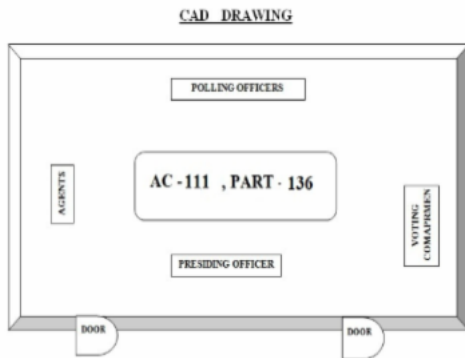 CAD DRAWING
POLLING OFFICERS
AC -111 , PART - 136
AGENTS
VOTING
COMAPRMEN
PRESIDING OFFICER
DOOR
DOOR